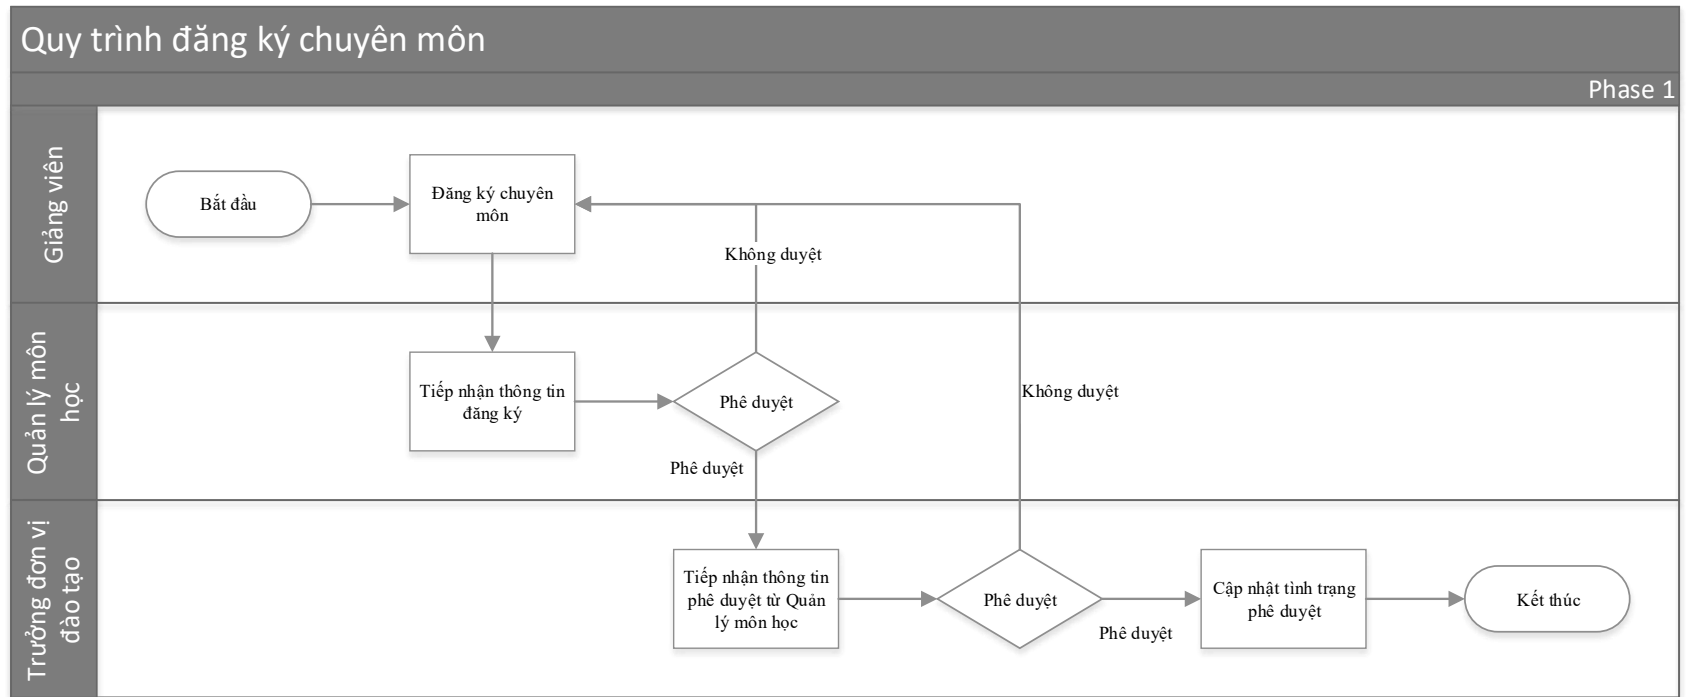 Quy trình đăng ký chuyên môn
Phase 1
Giảng viên
Bắt đầu
Đăng ký chuyên
môn
Không duyệt
Quản lý môn
học
Tiếp nhận thông tin
đăng ký
Phê duyệt
Không duyệt
Phê duyệt
Trưởng đơn vị
đào tạo
Tiếp nhận thông tin
phê duyệt từ Quản
lý môn học
Phê duyệt
Phê duyệt
Cập nhật tình trạng
phê duyệt
Kết thúc